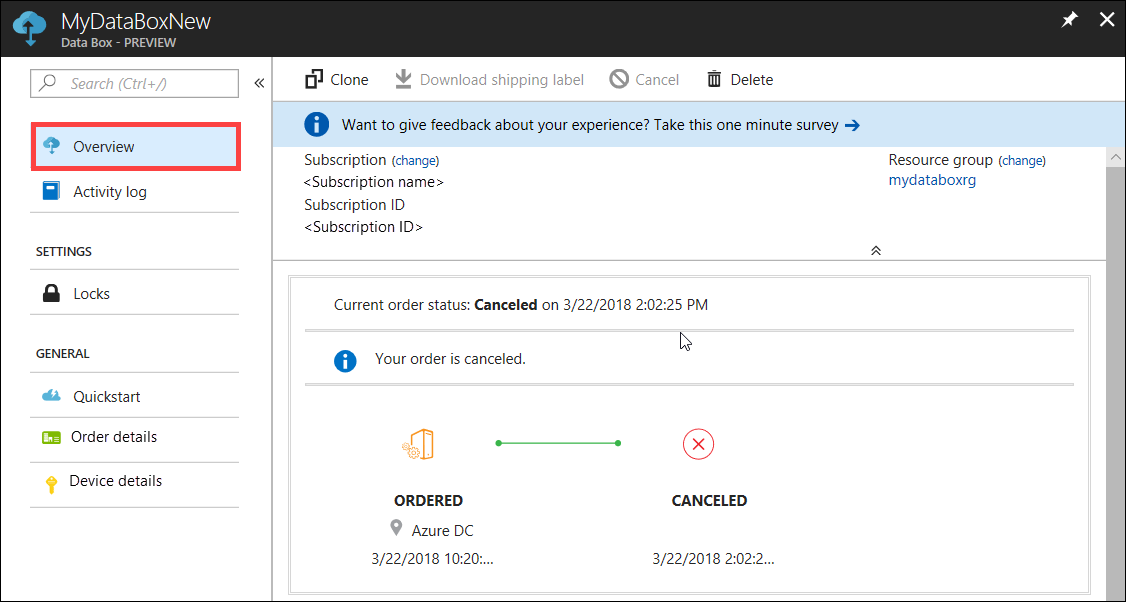 MyDataBoxNew
Data Box - PREVIEW
Search (Ctrl+/)
Overview
Activity log
SETTINGS
Locks
GENERAL
Quickstart
Order details
Device details
Clone Download shipping label Cancel Delete
Want to give feedback about your experience? Take this one minute survey
Subscription (change)
<Subscription name>
Subscription ID
<Subscription ID>
Resource group (change)
mydataboxrg
Current order status: Canceled on 3/22/2018 2:02:25 PM
Your order is canceled.
ORDERED
Azure DC
3/22/2018 10:20:...
CANCELED
3/22/2018 2:02:2...